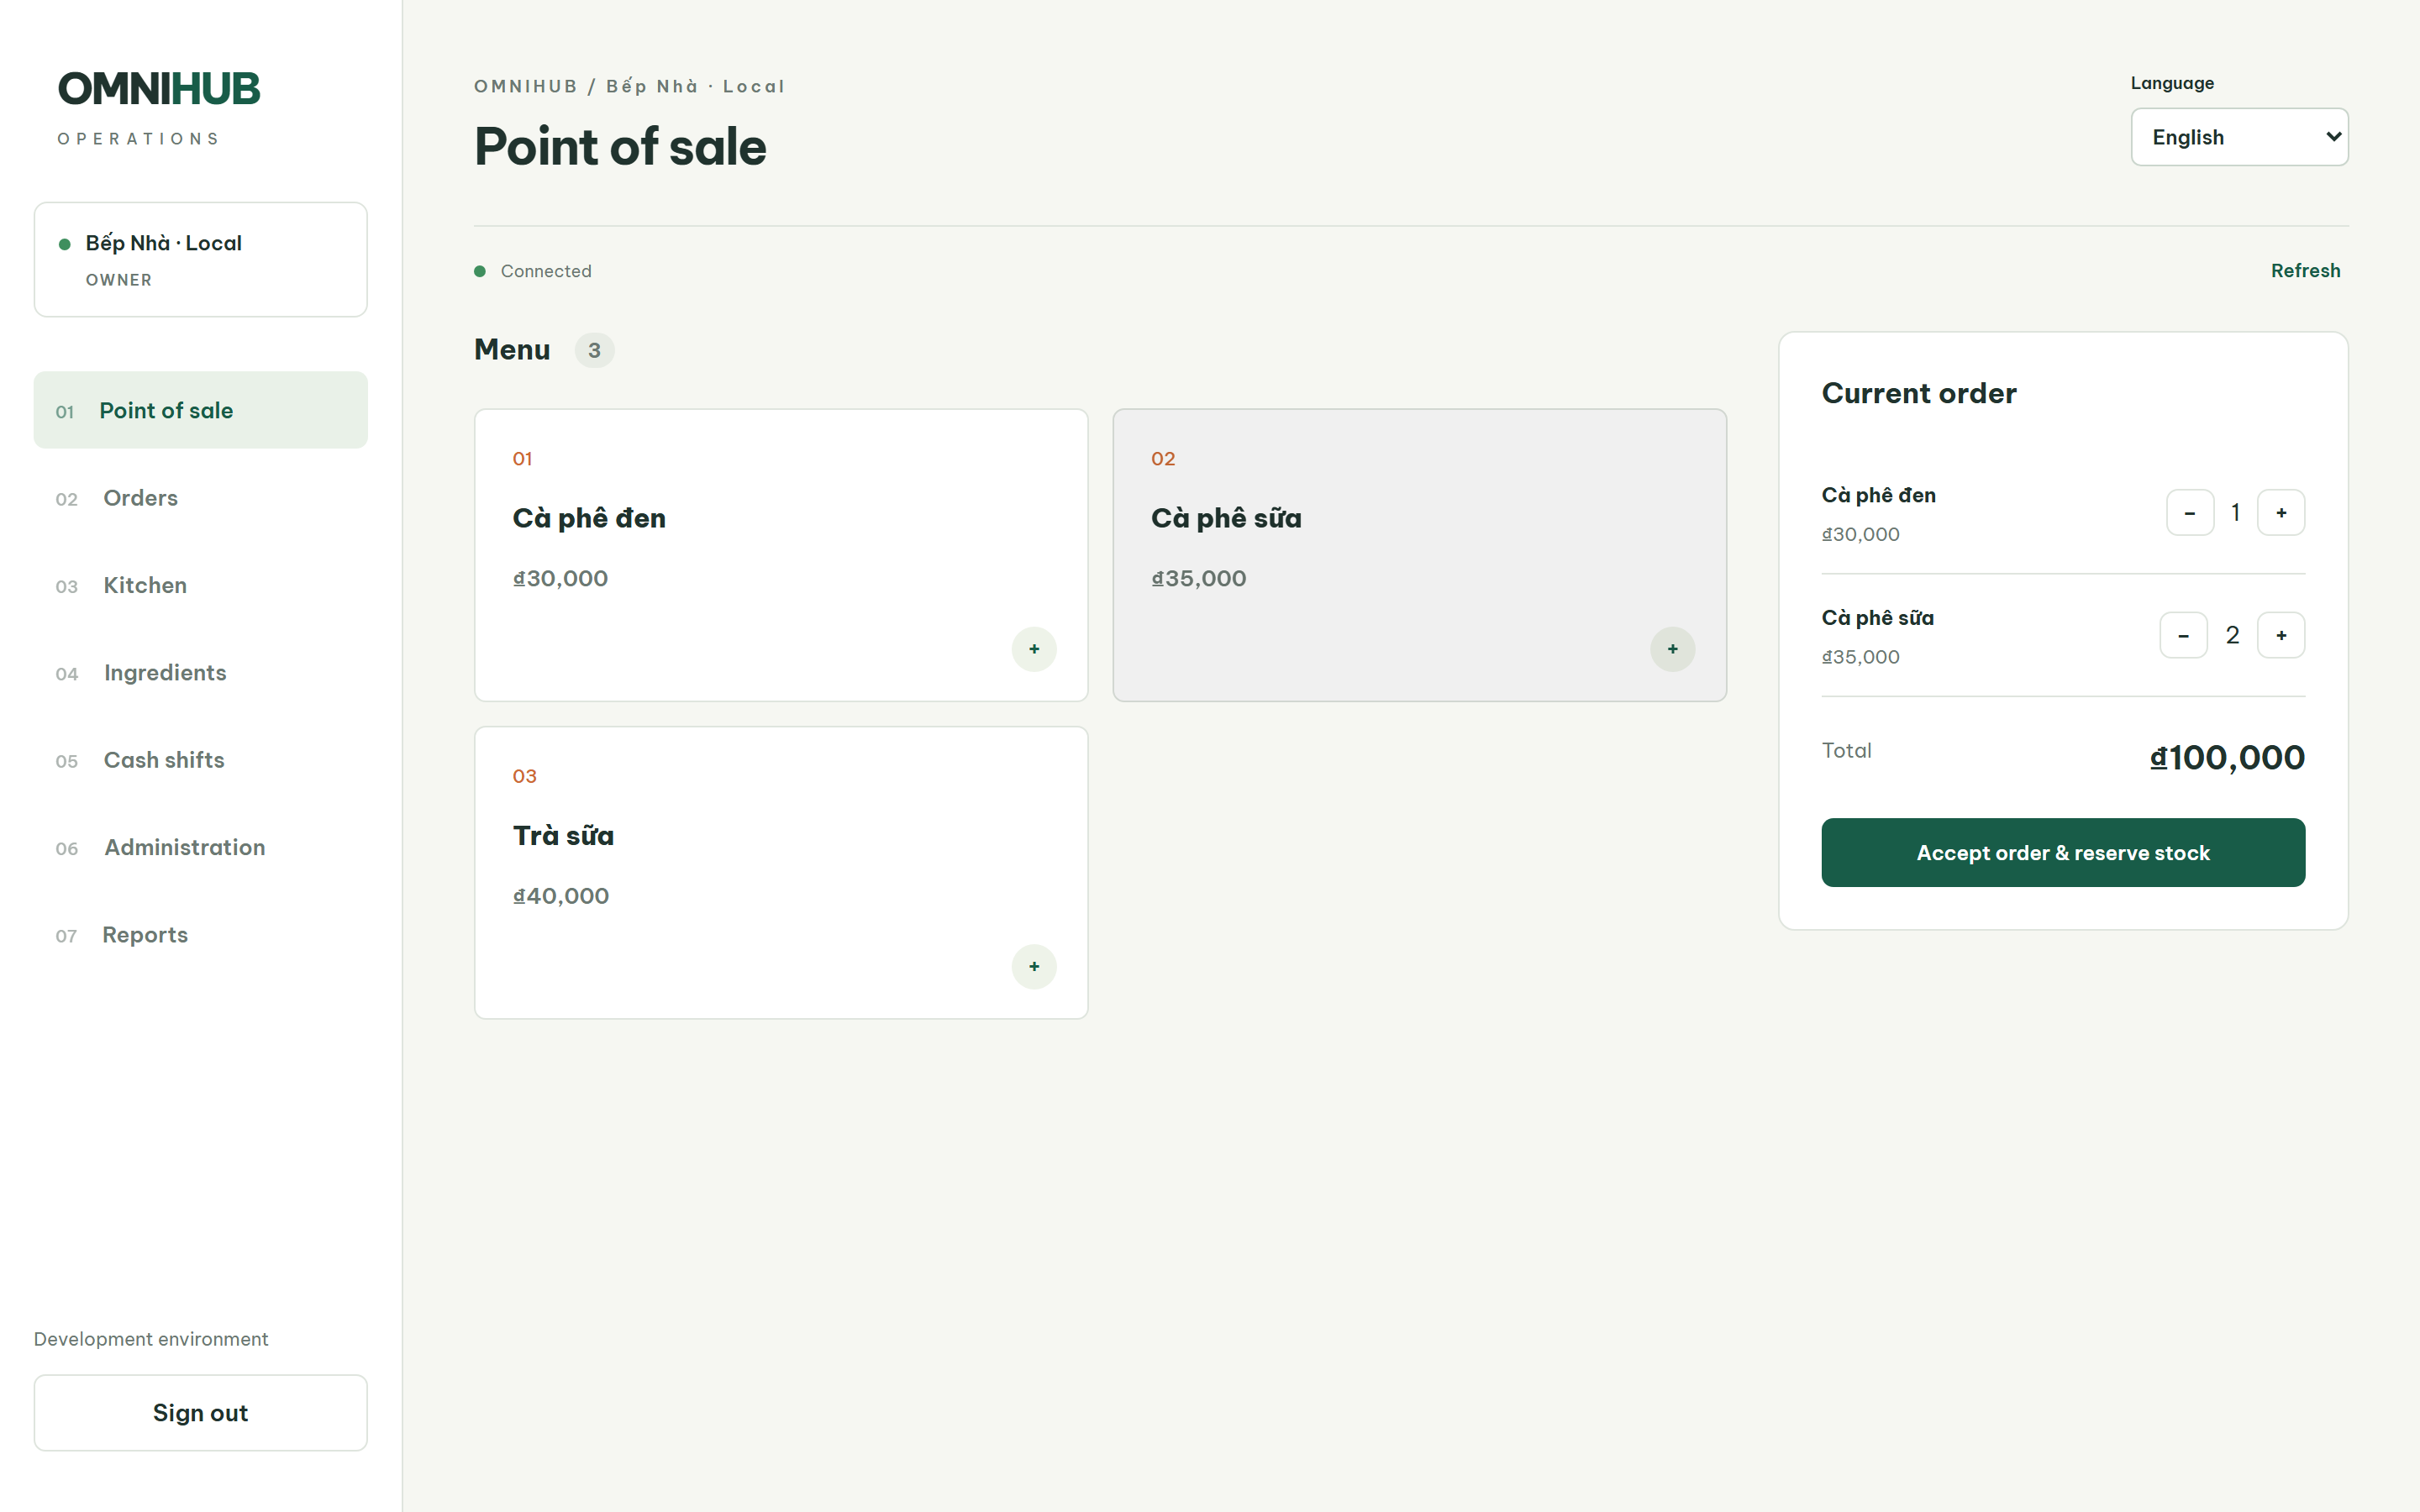 OMNIHUB
OPERATIONS
Bếp Nhà · Local
OWNER
01 Point of sale
02 Orders
03 Kitchen
04 Ingredients
05 Cash shifts
06 Administration
07 Reports
Development environment
Sign out
OMNIHUB / Bếp Nhà · Local
Point of sale
Language
English
Connected
Refresh
Menu 3
01
Cà phê đen
₫30,000
+
02
Cà phê sữa
₫35,000
+
03
Trà sữa
₫40,000
+
Current order
Cà phê đen
₫30,000
− 1 +
Cà phê sữa
₫35,000
− 2 +
Total ₫100,000
Accept order & reserve stock